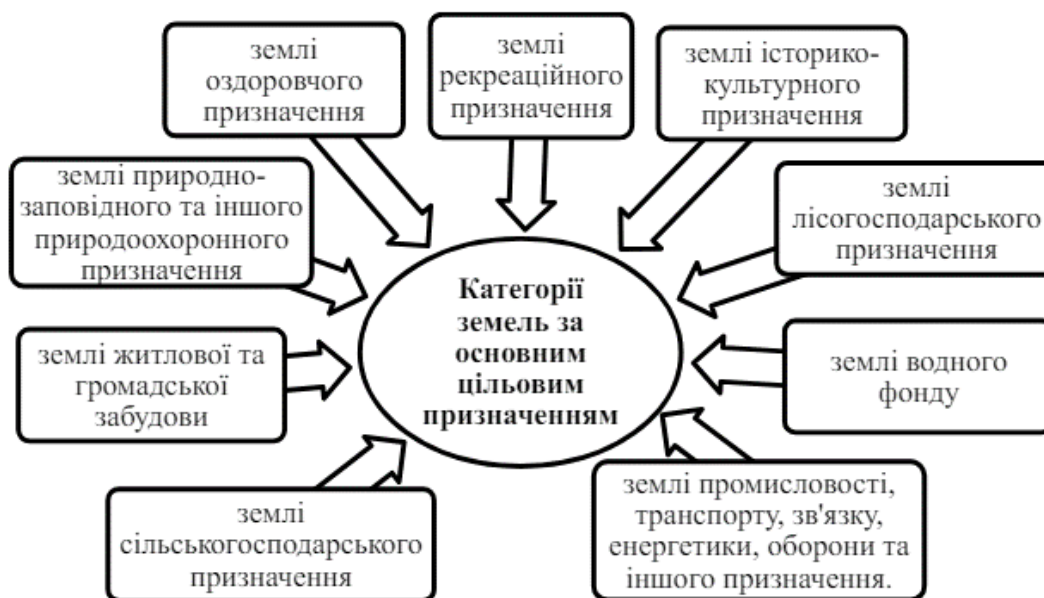 землі
оздоровчого
призначення
землі
рекреаційного
призначення
землі історико-
культурного
призначення
землі природно-
заповідного та іншого
природоохоронного
призначення
землі
лісогосподарського
призначення
Категорії
земель за
основним
цільовим
призначенням
землі житлової та
громадської
забудови
землі водного
фонду
землі
сільськогосподарського
призначення
землі промисловості,
транспорту, зв'язку,
енергетики, оборони та
іншого призначення.